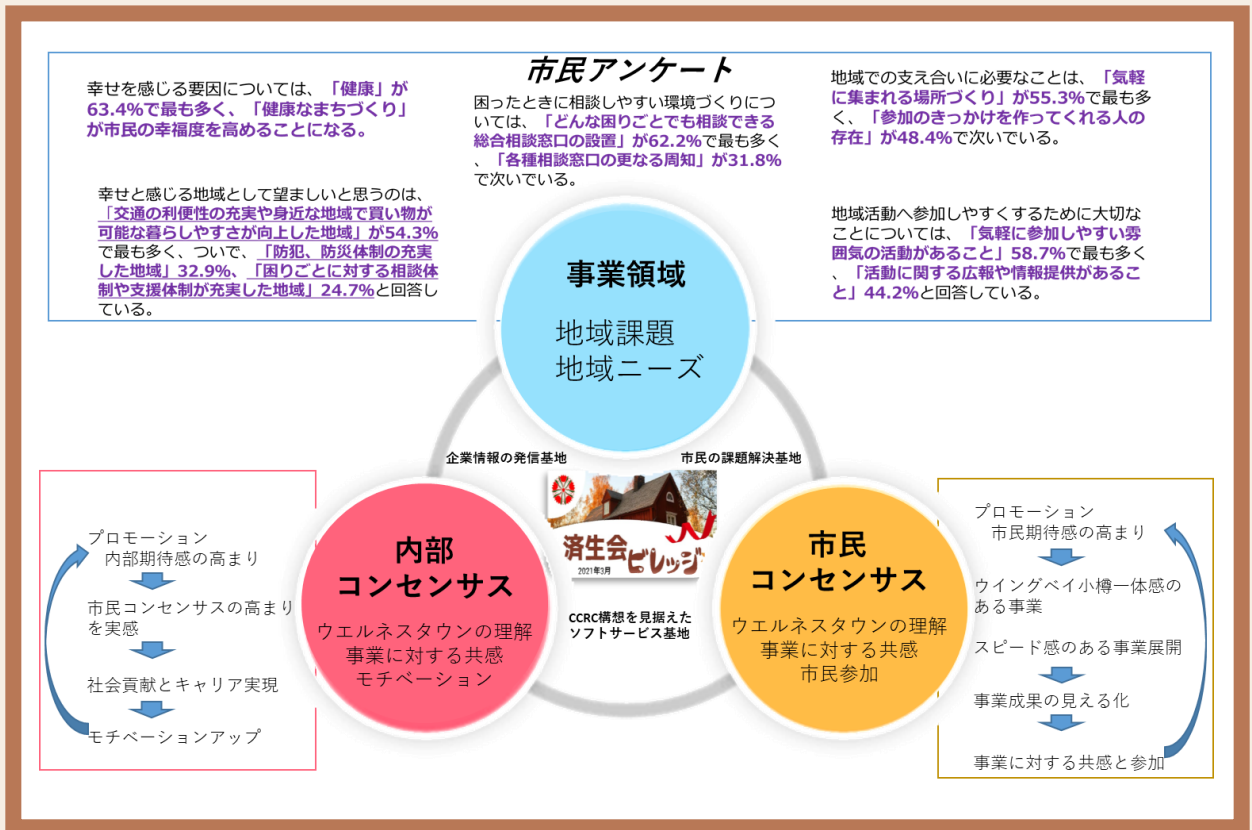 市民アンケート
幸せを感じる要因については、「健康」が
63.4%で最も多く、「健康なまちづくり」
が市民の幸福度を高めることになる。
幸せと感じる地域として望ましいと思うのは、
「交通の利便性の充実や身近な地域で買い物が
可能な暮らしやすさが向上した地域」が54.3%
で最も多く、ついで、「防犯、防災体制の充実
した地域」32.9%、「困りごとに対する相談体
制や支援体制が充実した地域」24.7%と回答し
ている。
困ったときに相談しやすい環境づくりにつ
いては、「どんな困りごとでも相談できる
総合相談窓口の設置」が62.2%で最も多く
、「各種相談窓口の更なる周知」が31.8%
で次いでいる。
地域での支え合いに必要なことは、「気軽
に集まれる場所づくり」が55.3%で最も多
く、「参加のきっかけを作ってくれる人の
存在」が48.4%で次いでいる。
地域活動へ参加しやすくするために大切な
ことについては、「気軽に参加しやすい雰
囲気の活動があること」58.7%で最も多く
、「活動に関する広報や情報提供があるこ
と」44.2%と回答している。
事業領域
地域課題
地域ニーズ
企業情報の発信基地
市民の課題解決基地
済生会
ビレッジ
2021年3月
CCRC構想を見据えた
ソフトサービス基地
内部
コンセンサス
ウエルネスタウンの理解
事業に対する共感
モチベーション
市民
コンセンサス
ウエルネスタウンの理解
事業に対する共感
市民参加
プロモーション
内部期待感の高まり
市民コンセンサスの高まり
を実感
社会貢献とキャリア実現
モチベーションアップ
プロモーション
市民期待感の高まり
ウイングベイ小樽一体感の
ある事業
スピード感のある事業展開
事業成果の見える化
事業に対する共感と参加